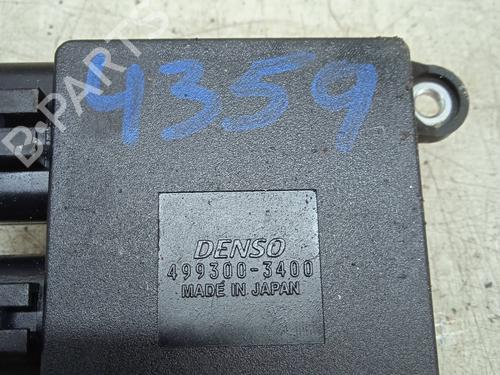 B-PARTS
4359
DENSO
499300-3400
MADE IN JAPAN